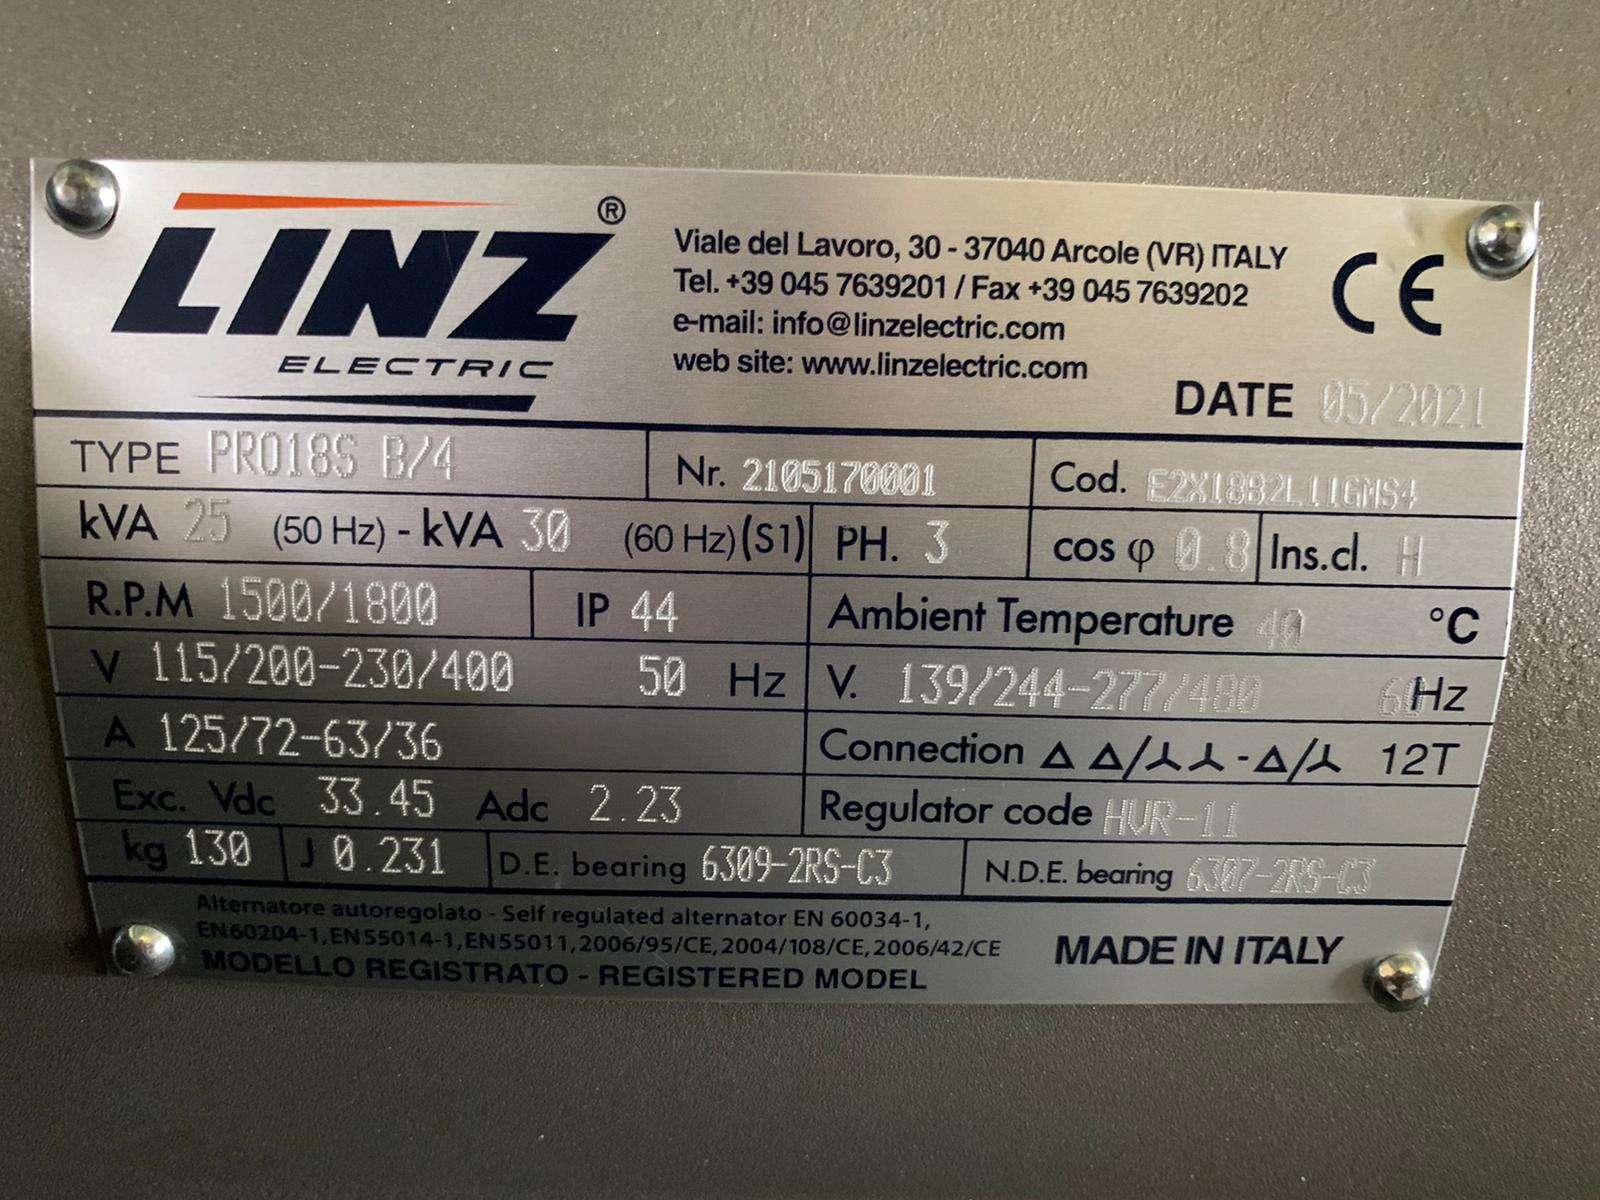 LINZ®
ELECTRIC
Viale del Lavoro, 30 - 37040 Arcole (VR) ITALY
Tel. +39 045 7639201 / Fax +39 045 7639202
e-mail: info@linzelectric.com
web site: www.linzelectric.com
CE
DATE 05/2021
TYPE PRO18S B/4 Nr. 2105170001 Cod. E2X18B2L11GMS4
kVA 25 (50 Hz) - kVA 30 (60 Hz) (S1) PH. 3 cos φ 0.8 Ins.cl. H
R.P.M 1500/1800 IP 44 Ambient Temperature 40 °C
V 115/200-230/400 50 Hz V. 139/244-277/480 60 Hz
A 125/72-63/36 Connection Δ Δ/⅄ ⅄ - Δ/⅄ 12T
Exc. Vdc 33.45 Adc 2.23 Regulator code HVR-11
kg 130 J 0.231 D.E. bearing 6309-2RS-C3 N.D.E. bearing 6307-2RS-C3
Alternatore autoregolato - Self regulated alternator EN 60034-1,
EN60204-1,EN55014-1,EN55011,2006/95/CE,2004/108/CE,2006/42/CE
MODELLO REGISTRATO - REGISTERED MODEL
MADE IN ITALY